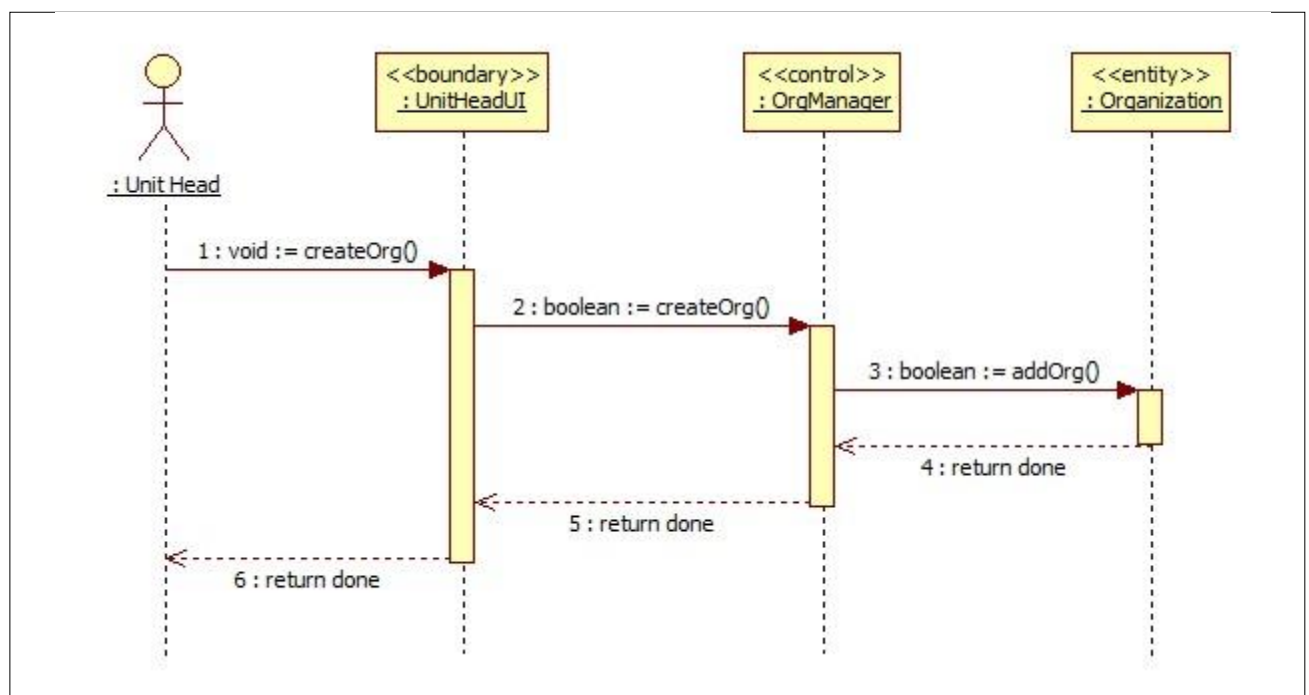 <<boundary>>
: UnitHeadUI
<<control>>
: OrgManager
<<entity>>
: Organization
: Unit Head
1 : void := createOrg()
2 : boolean := createOrg()
3 : boolean := addOrg()
4 : return done
5 : return done
6 : return done